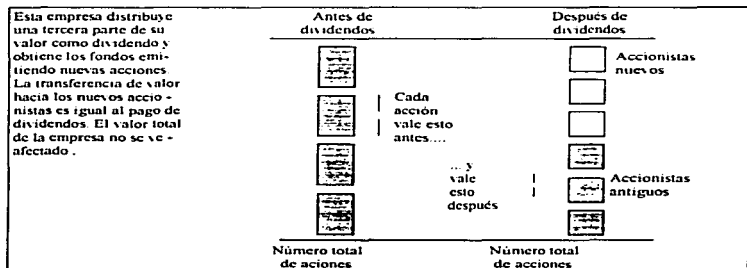 Esta empresa distribuye
una tercera parte de su
valor como dividendo y
obtiene los fondos emi-
tiendo nuevas acciones.
La transferencia de valor
hacia los nuevos accio -
nistas es igual al pago de
dividendos. El valor total
de la empresa no se ve -
afectado .
Antes de
dividendos
Cada
acción
vale esto
antes....
... y
vale
esto
después
Número total
de aciones
Después de
dividendos
Accionistas
nuevos
Accionistas
antiguos
Número total
de acciones